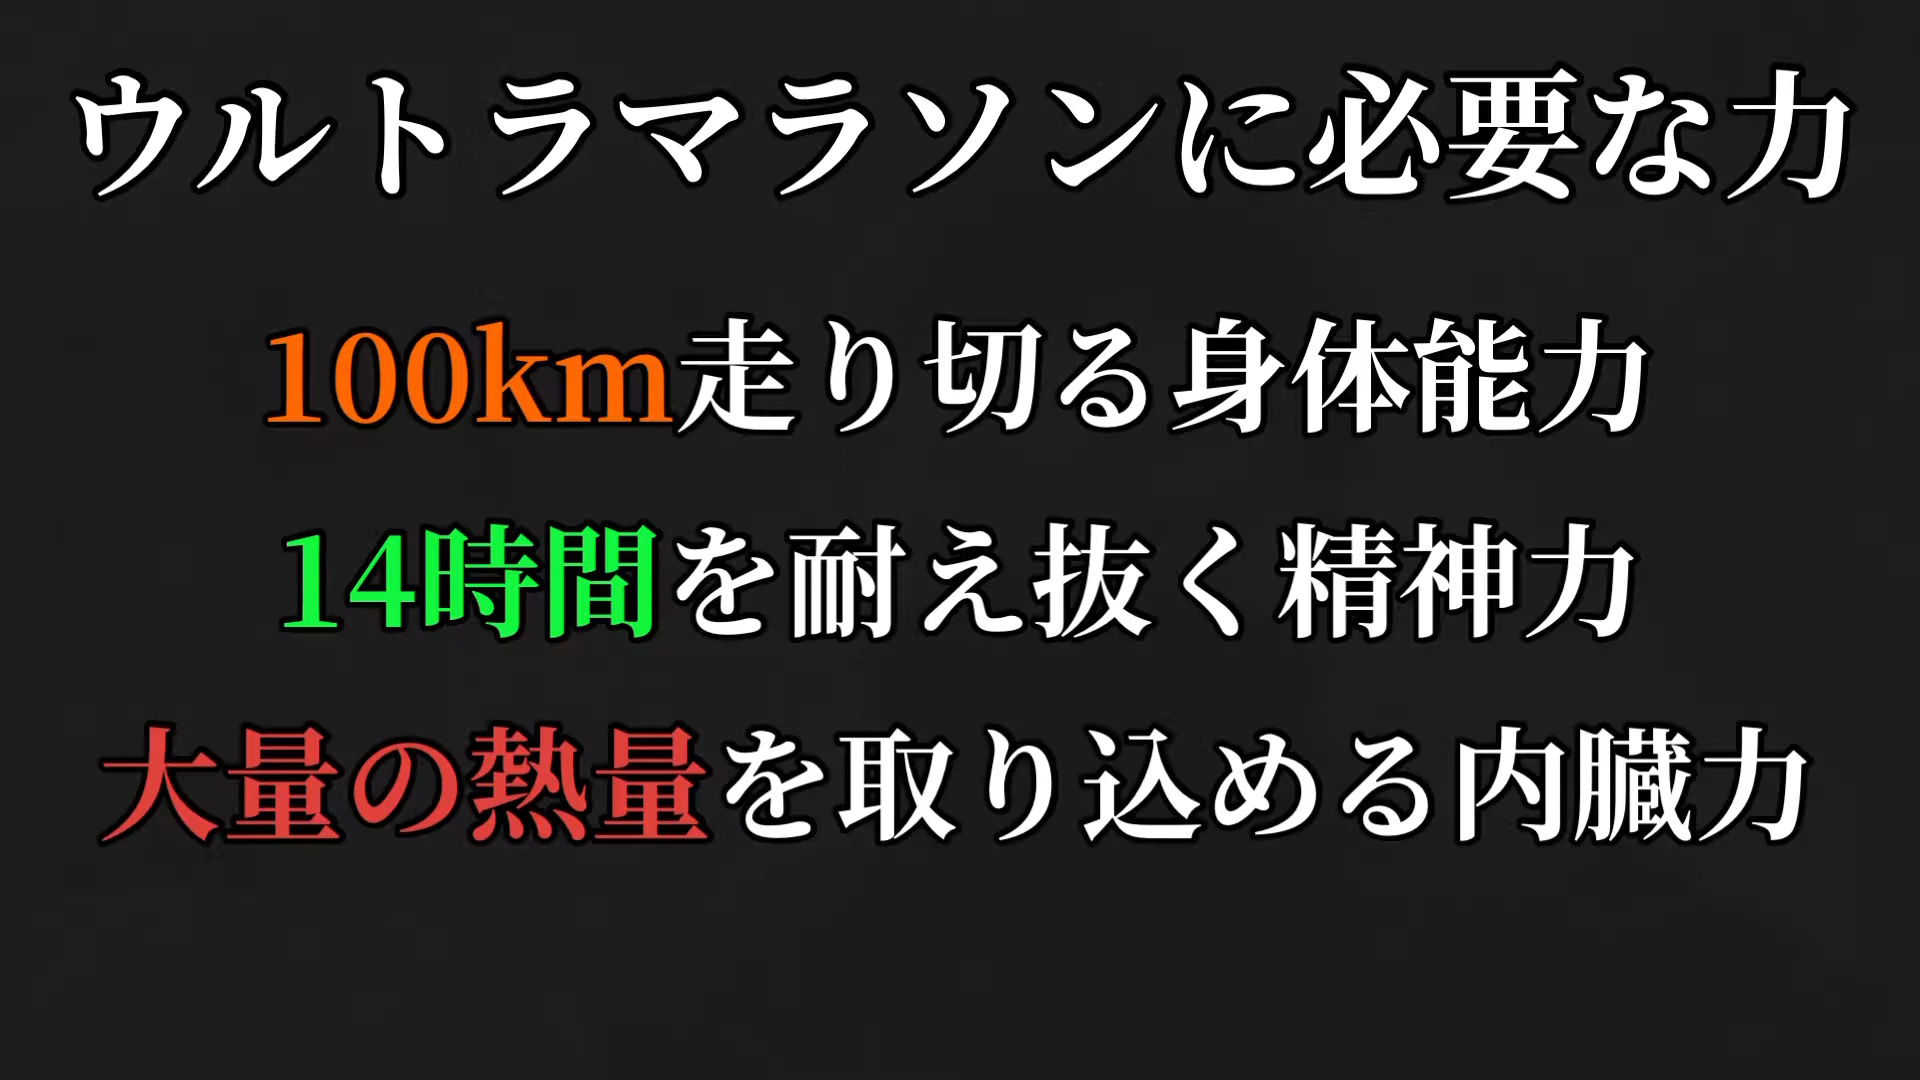 ウルトラマラソンに必要な力
100km走り切る身体能力
14時間を耐え抜く精神力
大量の熱量を取り込める内臓力